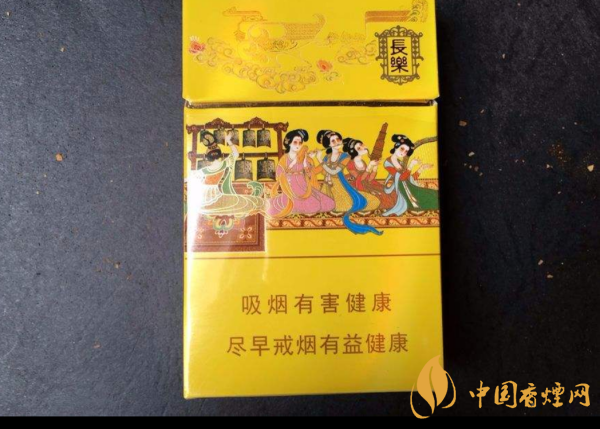 長樂
吸烟有害健康
尽早戒烟有益健康
中国香煙网